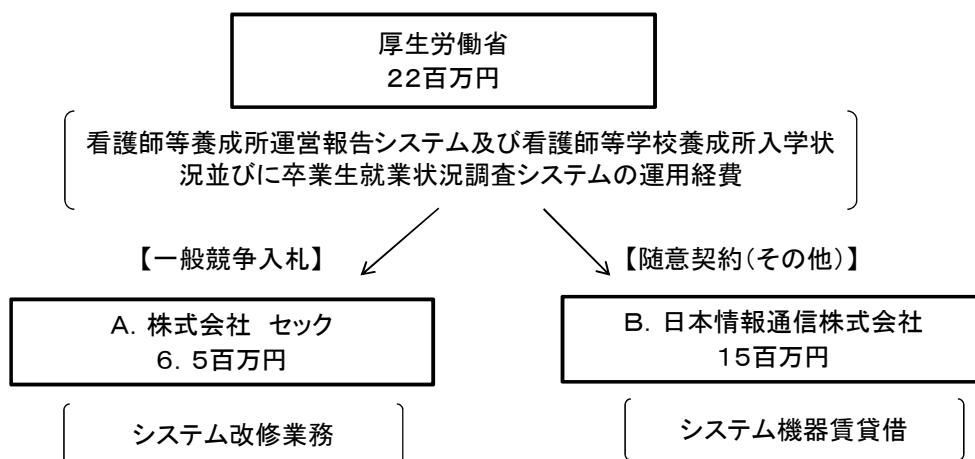 厚生労働省
22百万円
看護師等養成所運営報告システム及び看護師等学校養成所入学状
況並びに卒業生就業状況調査システムの運用経費
【一般競争入札】
【随意契約(その他)】
A. 株式会社 セック
6. 5百万円
B. 日本情報通信株式会社
15百万円
システム改修業務
システム機器賃貸借